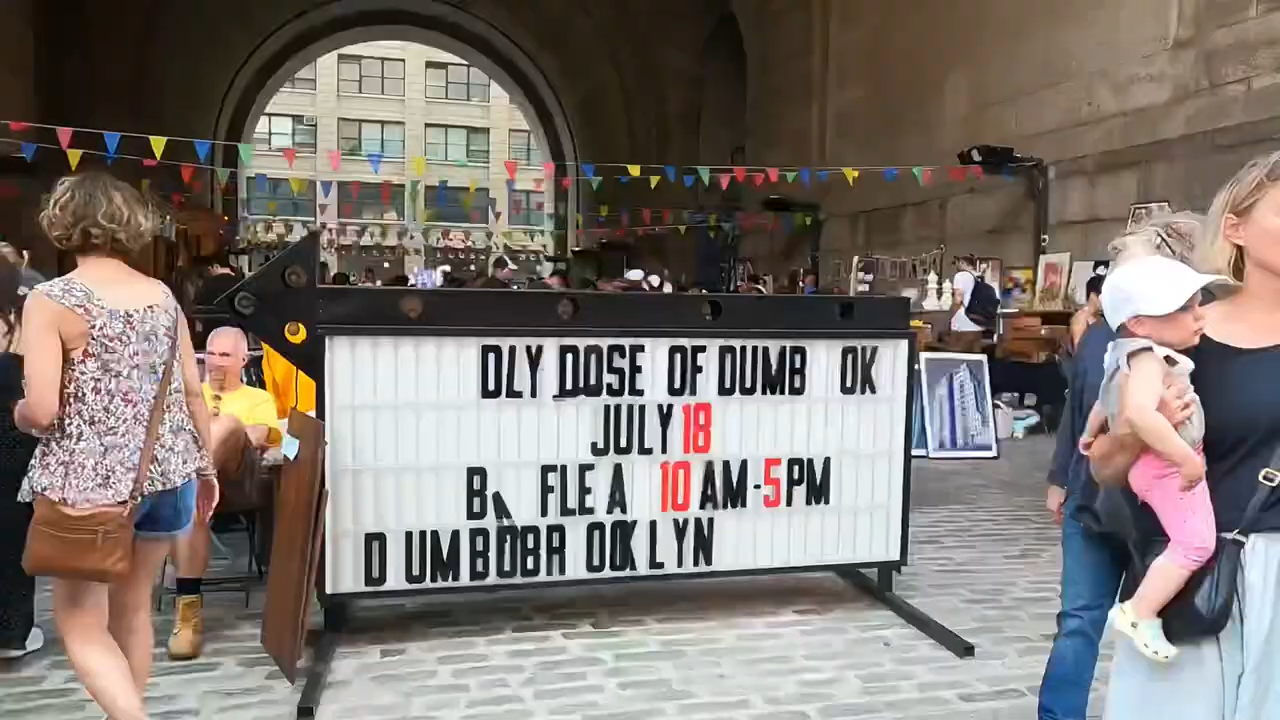 DLY DOSE OF DUMB OK
JULY 18
B FLE A 10 AM-5PM
D UMBOBR OOKLYN